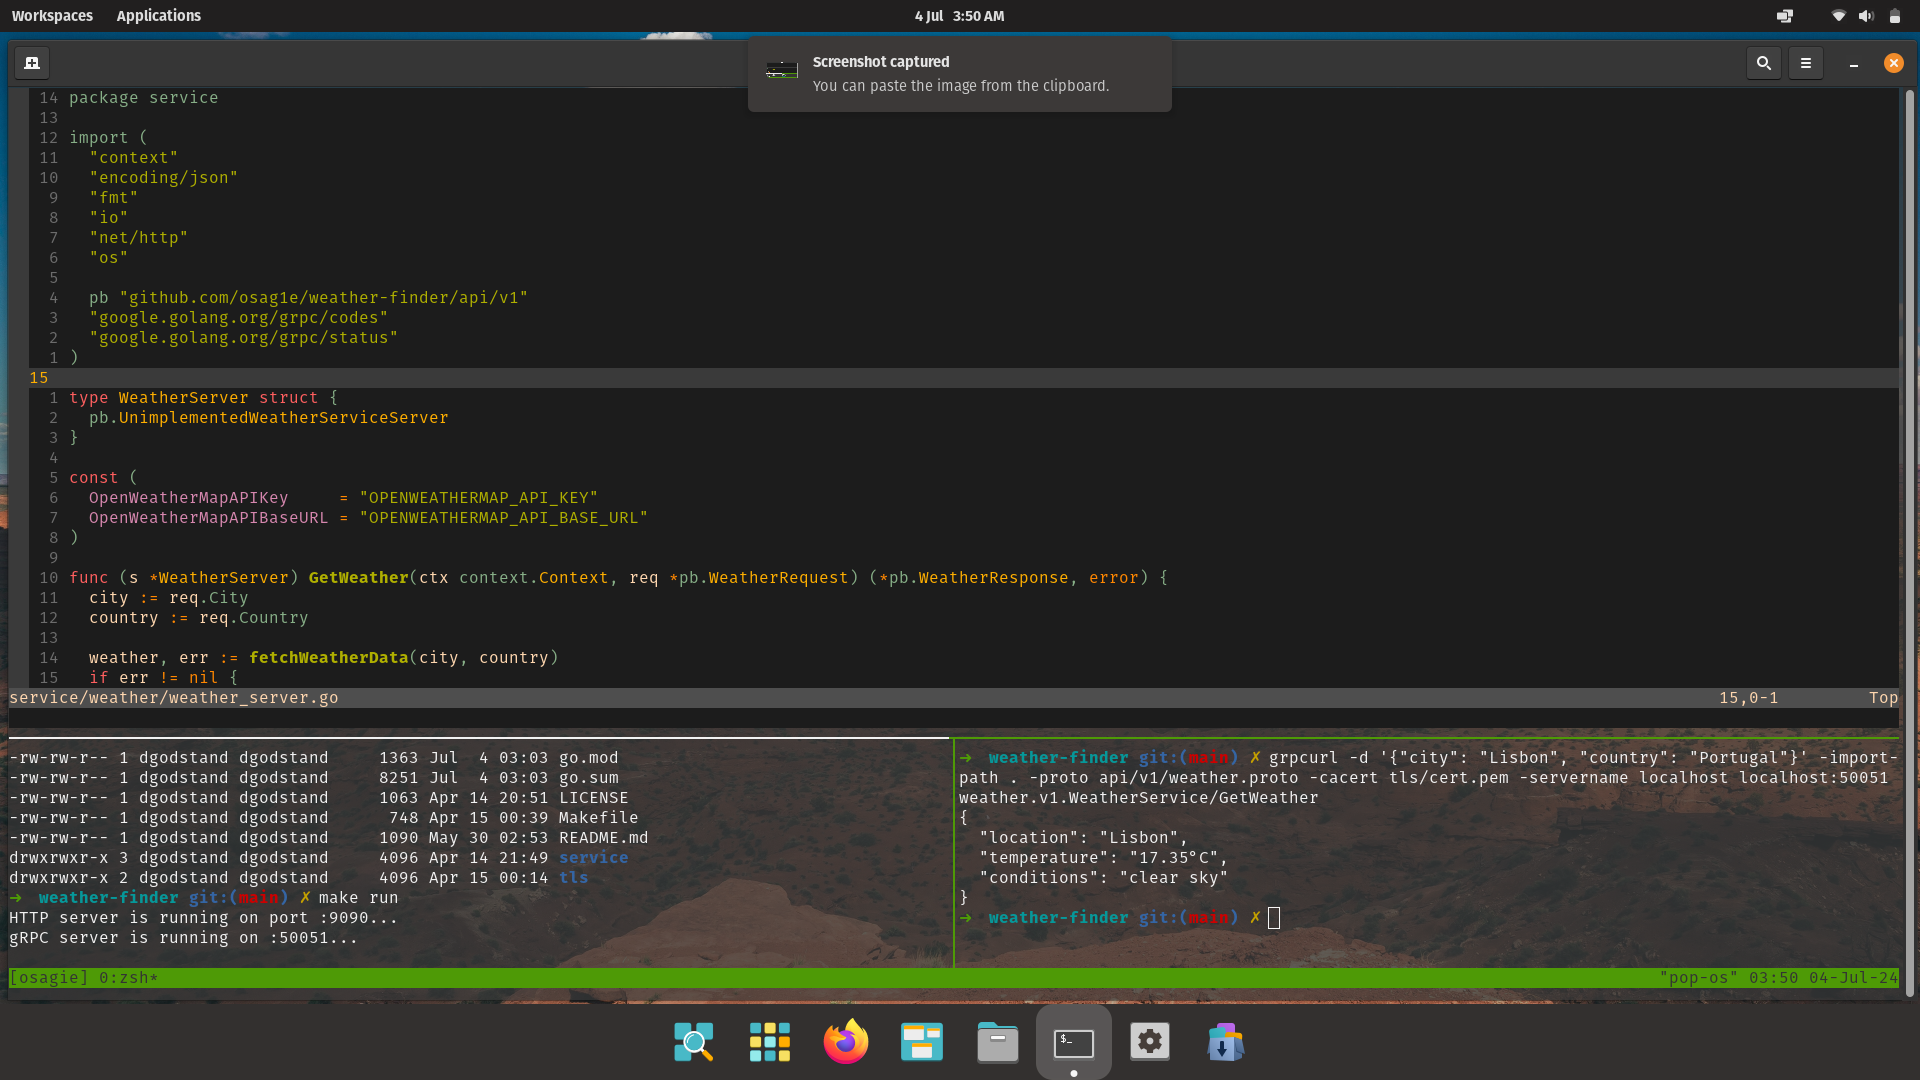 Workspaces Applications 4 Jul 3:50 AM
Screenshot captured
You can paste the image from the clipboard.
14 package service
13
12 import (
11 "context"
10 "encoding/json"
9 "fmt"
8 "io"
7 "net/http"
6 "os"
5
4 pb "github.com/osag1e/weather-finder/api/v1"
3 "google.golang.org/grpc/codes"
2 "google.golang.org/grpc/status"
1 )
15
1 type WeatherServer struct {
2 pb.UnimplementedWeatherServiceServer
3 }
4
5 const (
6 OpenWeatherMapAPIKey = "OPENWEATHERMAP_API_KEY"
7 OpenWeatherMapAPIBaseURL = "OPENWEATHERMAP_API_BASE_URL"
8 )
9
10 func (s *WeatherServer) GetWeather(ctx context.Context, req *pb.WeatherRequest) (*pb.WeatherResponse, error) {
11 city := req.City
12 country := req.Country
13
14 weather, err := fetchWeatherData(city, country)
15 if err != nil {
service/weather/weather_server.go 15,0-1 Top
-rw-rw-r-- 1 dgodstand dgodstand 1363 Jul 4 03:03 go.mod
-rw-rw-r-- 1 dgodstand dgodstand 8251 Jul 4 03:03 go.sum
-rw-rw-r-- 1 dgodstand dgodstand 1063 Apr 14 20:51 LICENSE
-rw-rw-r-- 1 dgodstand dgodstand 748 Apr 15 00:39 Makefile
-rw-rw-r-- 1 dgodstand dgodstand 1090 May 30 02:53 README.md
drwxrwxr-x 3 dgodstand dgodstand 4096 Apr 14 21:49 service
drwxrwxr-x 2 dgodstand dgodstand 4096 Apr 15 00:14 tls
➜ weather-finder git:(main) ✗ make run
HTTP server is running on port :9090...
gRPC server is running on :50051...
➜ weather-finder git:(main) ✗ grpcurl -d '{"city": "Lisbon", "country": "Portugal"}' -import-
path . -proto api/v1/weather.proto -cacert tls/cert.pem -servername localhost localhost:50051
weather.v1.WeatherService/GetWeather
{
"location": "Lisbon",
"temperature": "17.35°C",
"conditions": "clear sky"
}
➜ weather-finder git:(main) ✗
[osagie] 0:zsh* "pop-os" 03:50 04-Jul-24
$_